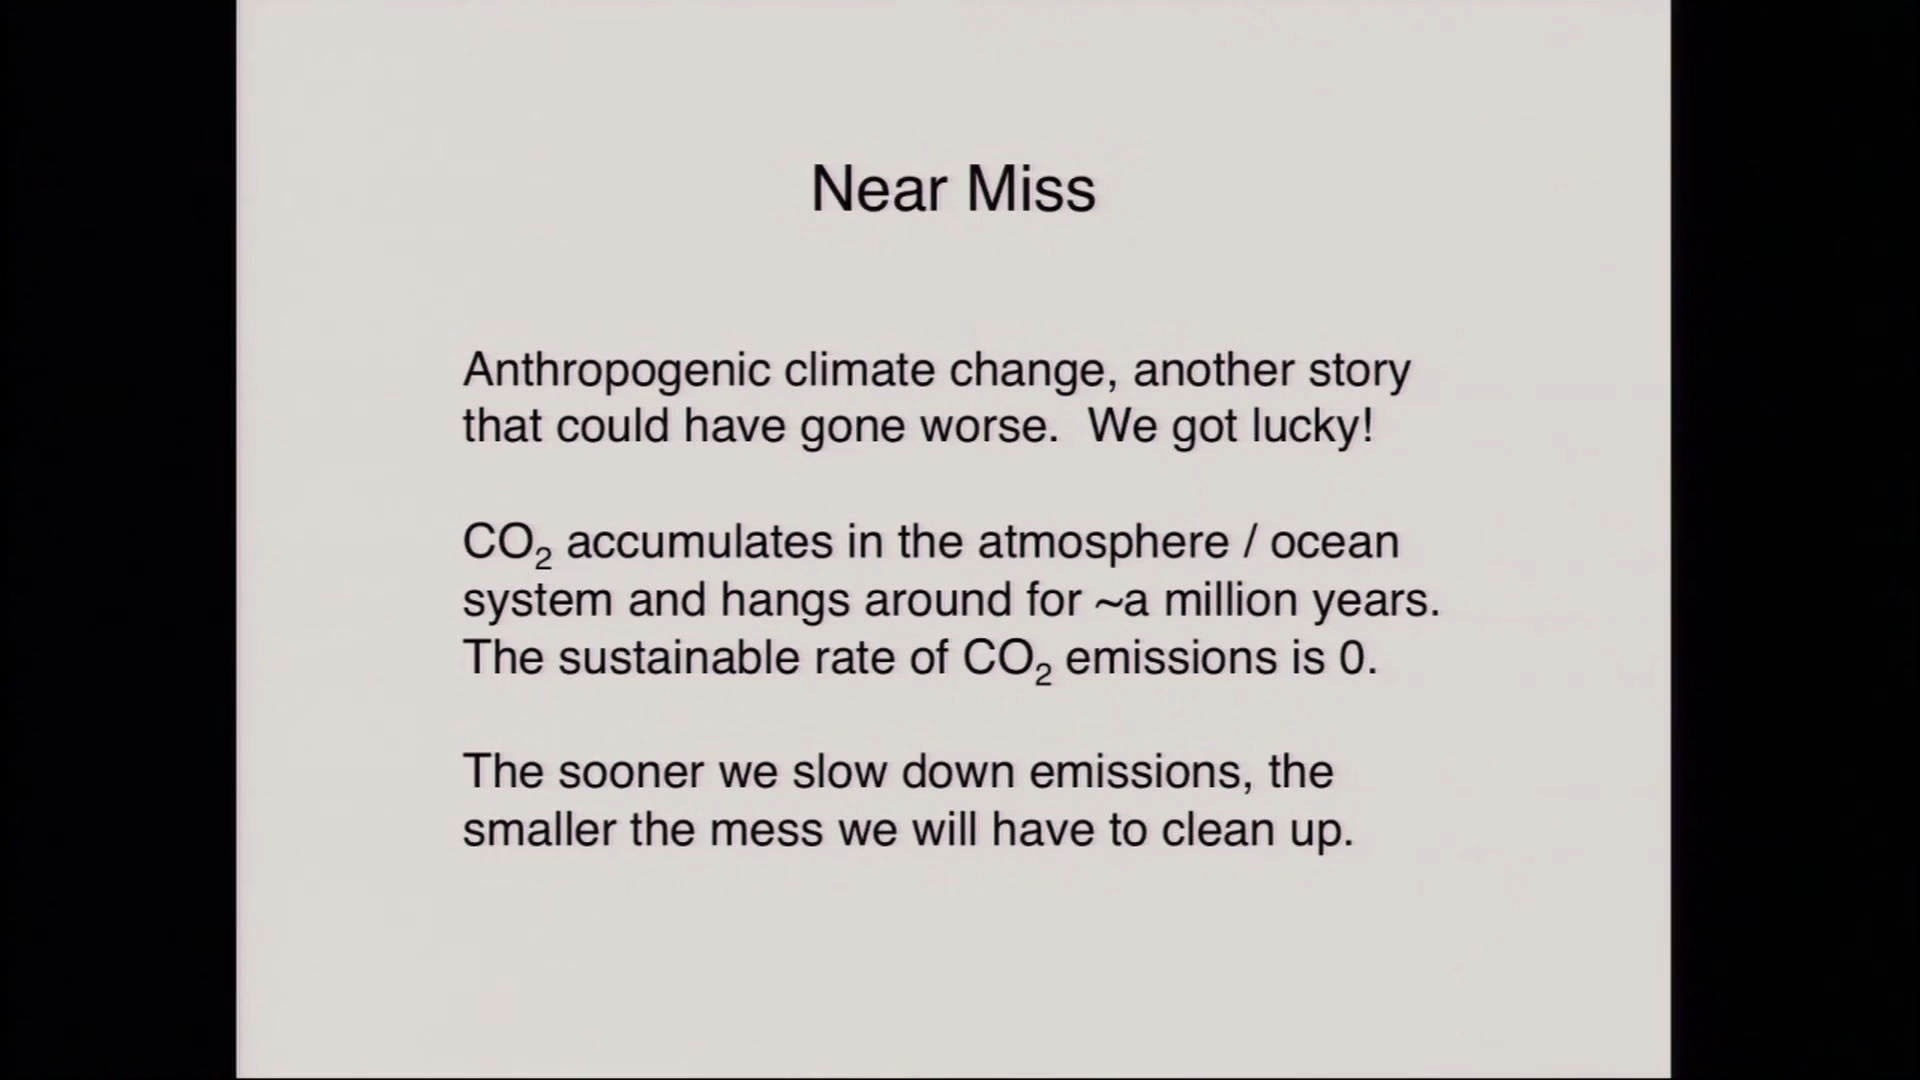 Near Miss
Anthropogenic climate change, another story
that could have gone worse.  We got lucky!
CO₂ accumulates in the atmosphere / ocean
system and hangs around for ~a million years.
The sustainable rate of CO₂ emissions is 0.
The sooner we slow down emissions, the
smaller the mess we will have to clean up.